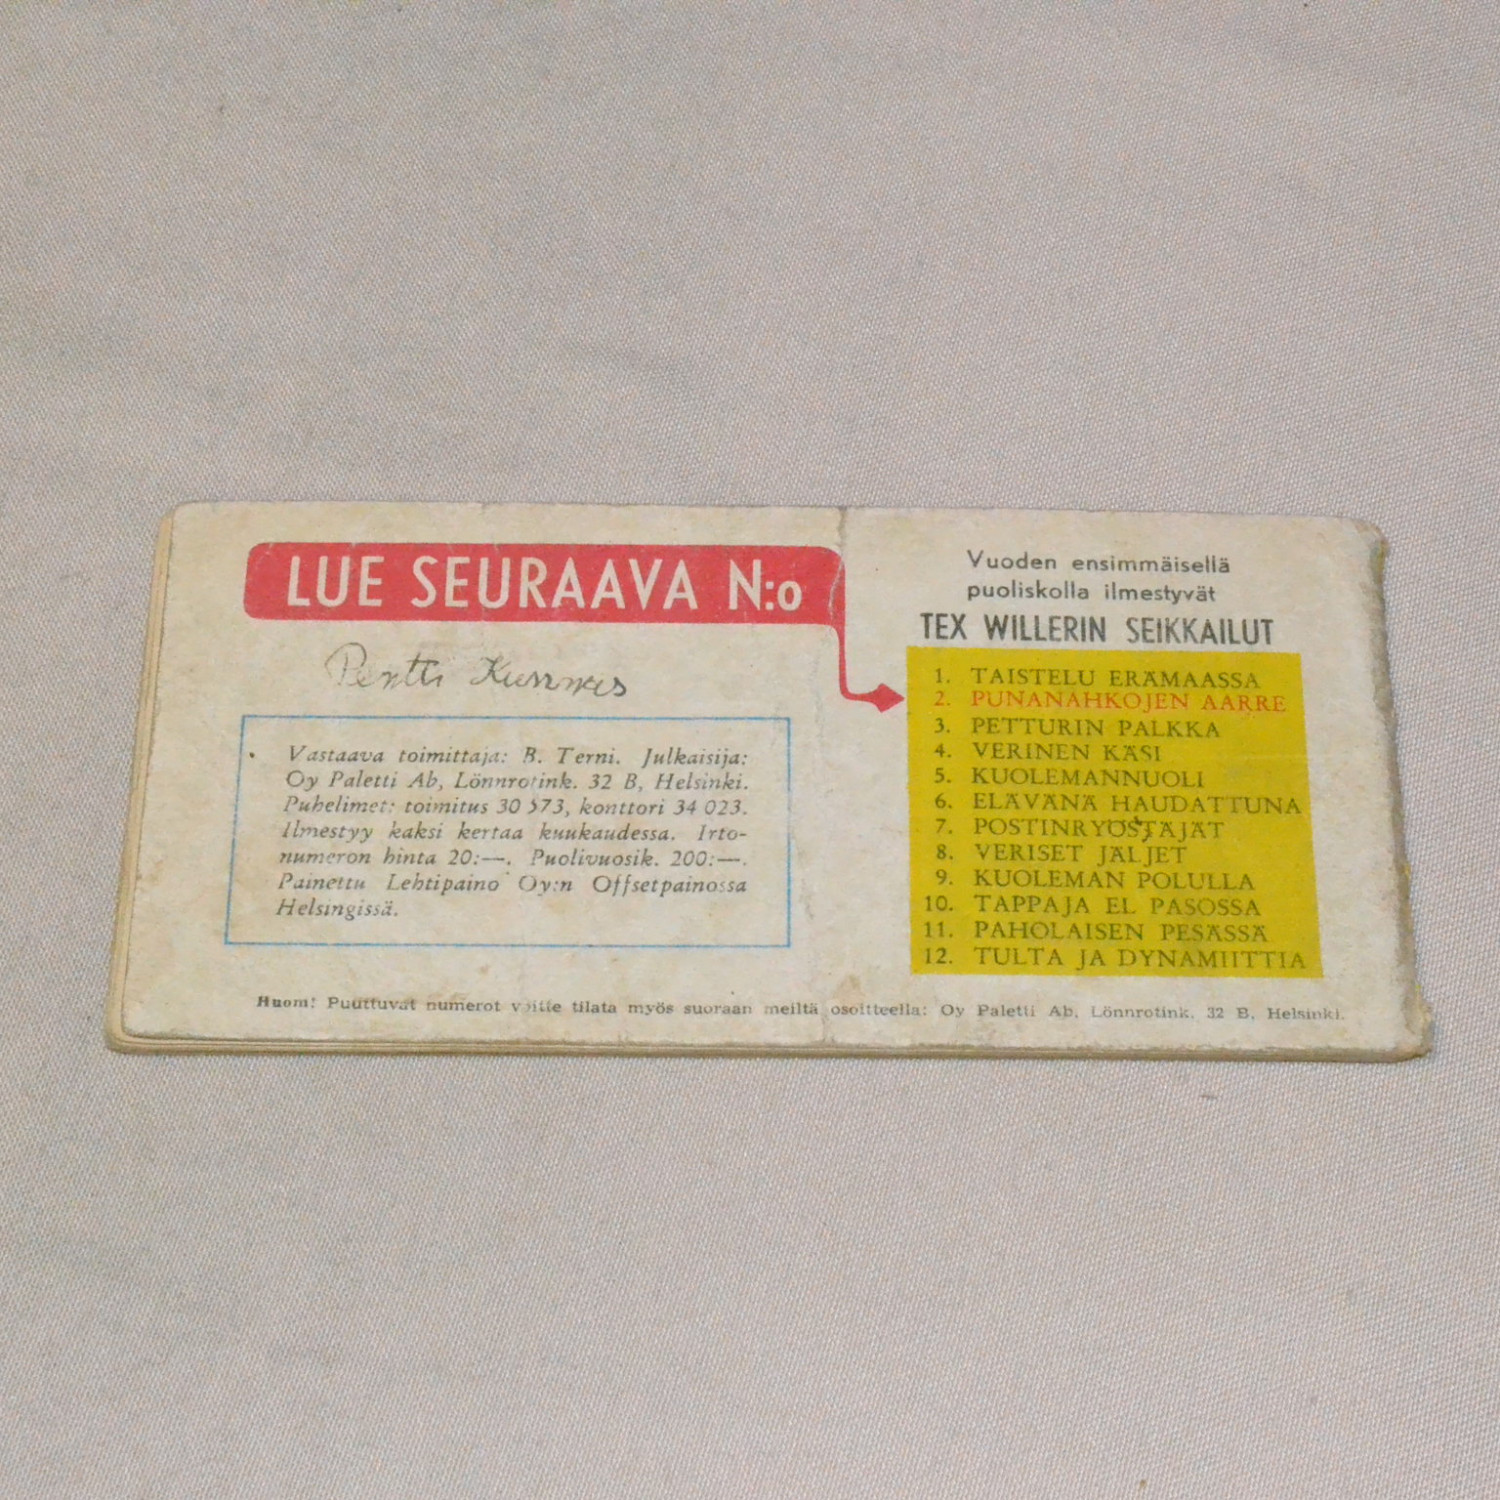 LUE SEURAAVA N:o
Pentti
Vastaava toimittaja: B. Terni. Julkaisija:
Oy Paletti Ab, Lönnrotink. 32 B, Helsinki.
Puhelimet: toimitus 30 573, konttori 34 023.
Ilmestyy kaksi kertaa kuukaudessa. Irto-
numeron hinta 20:—. Puolivuosik. 200:—.
Painettu Lehtipaino Oy:n Offsetpainossa
Helsingissä.
Vuoden ensimmäisellä
puoliskolla ilmestyvät
TEX WILLERIN SEIKKAILUT
1. TAISTELU ERÄMAASSA
2. PUNANAHKOJEN AARRE
3. PETTURIN PALKKA
4. VERINEN KÄSI
5. KUOLEMANNUOLI
6. ELÄVÄNÄ HAUDATTUNA
7. POSTINRYÖSTÄJÄT
8. VERISET JÄLJET
9. KUOLEMAN POLULLA
10. TAPPAJA EL PASOSSA
11. PAHOLAISEN PESÄSSÄ
12. TULTA JA DYNAMIITTIA
Huom! Puuttuvat numerot voitte tilata myös suoraan meiltä osoitteella: Oy Paletti Ab, Lönnrotink. 32 B, Helsinki.